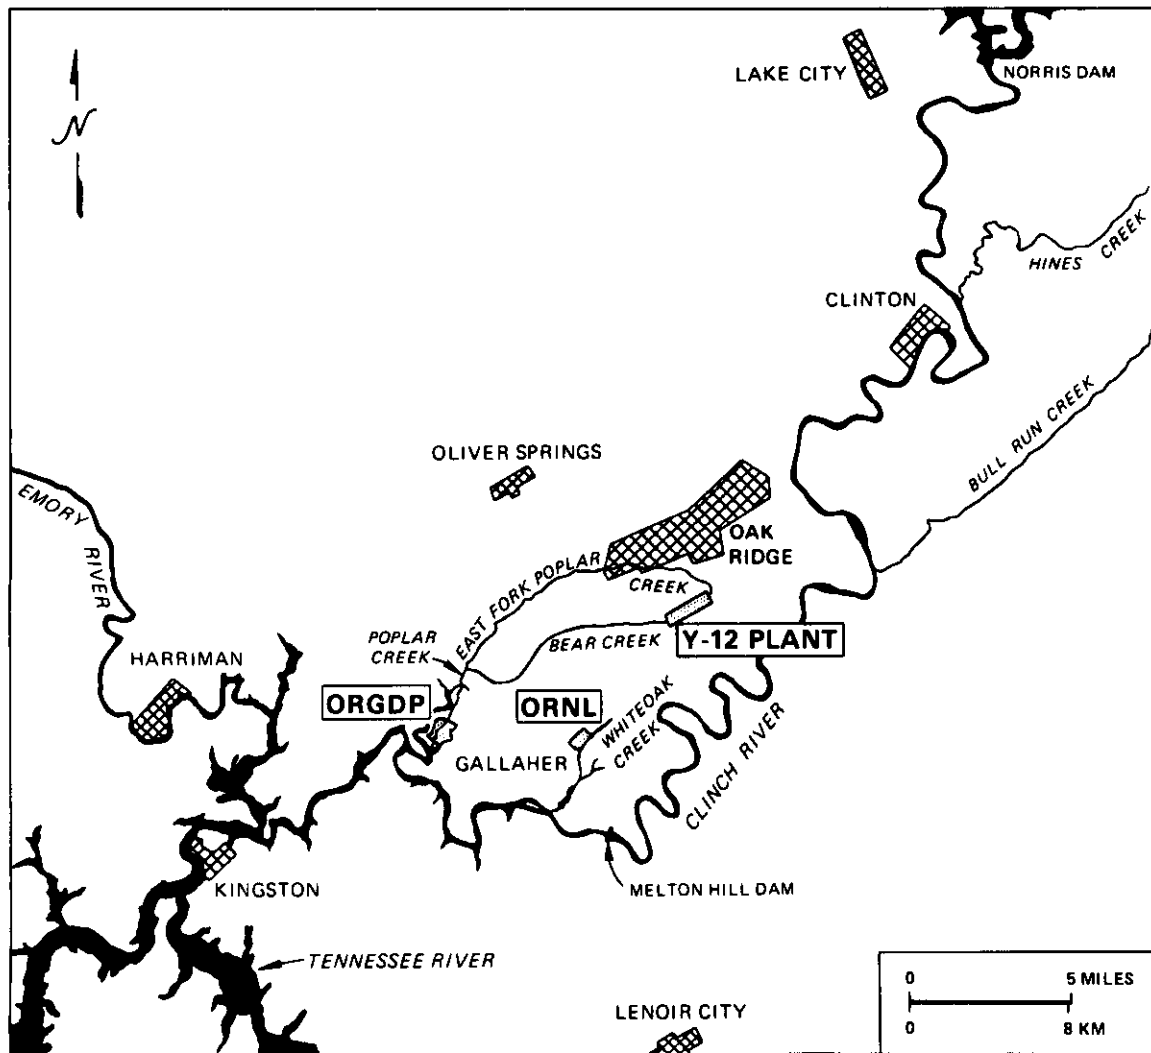 LAKE CITY
NORRIS DAM
N
HINES CREEK
CLINTON
BULL RUN CREEK
OLIVER SPRINGS
EMORY
RIVER
OAK
RIDGE
EAST FORK POPLAR
CREEK
POPLAR
CREEK
BEAR CREEK
Y-12 PLANT
HARRIMAN
ORGDP
ORNL
WHITEOAK
CREEK
GALLAHER
CLINCH RIVER
KINGSTON
MELTON HILL DAM
TENNESSEE RIVER
LENOIR CITY
0 5 MILES
0 8 KM